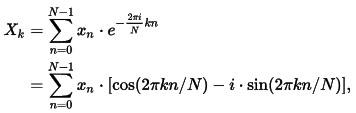 X_k = \sum_{n=0}^{N-1} x_n \cdot e^{-\frac{2\pi i}{N}kn}
= \sum_{n=0}^{N-1} x_n \cdot [\cos(2\pi kn/N) - i \cdot \sin(2\pi kn/N)],